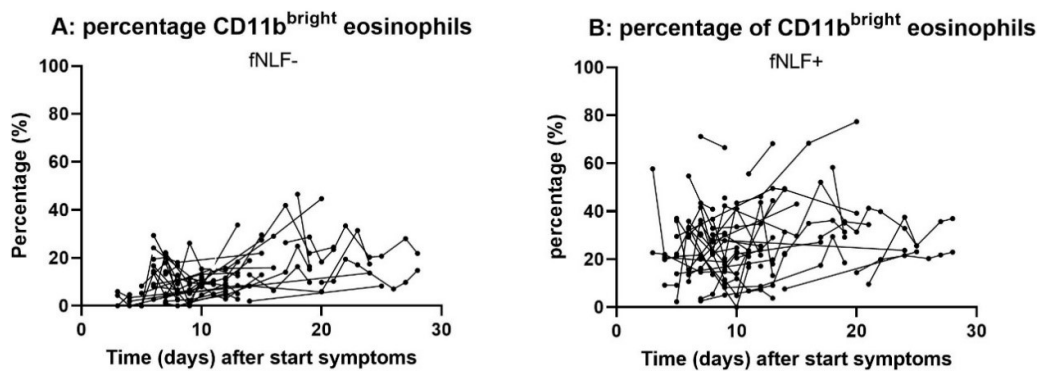 A: percentage CD11bbright eosinophils
fNLF-
100
80
60
40
20
0
Percentage (%)
0 10 20 30
Time (days) after start symptoms
B: percentage of CD11bbright eosinophils
fNLF+
100
80
60
40
20
0
percentage (%)
0 10 20 30
Time (days) after start symptoms